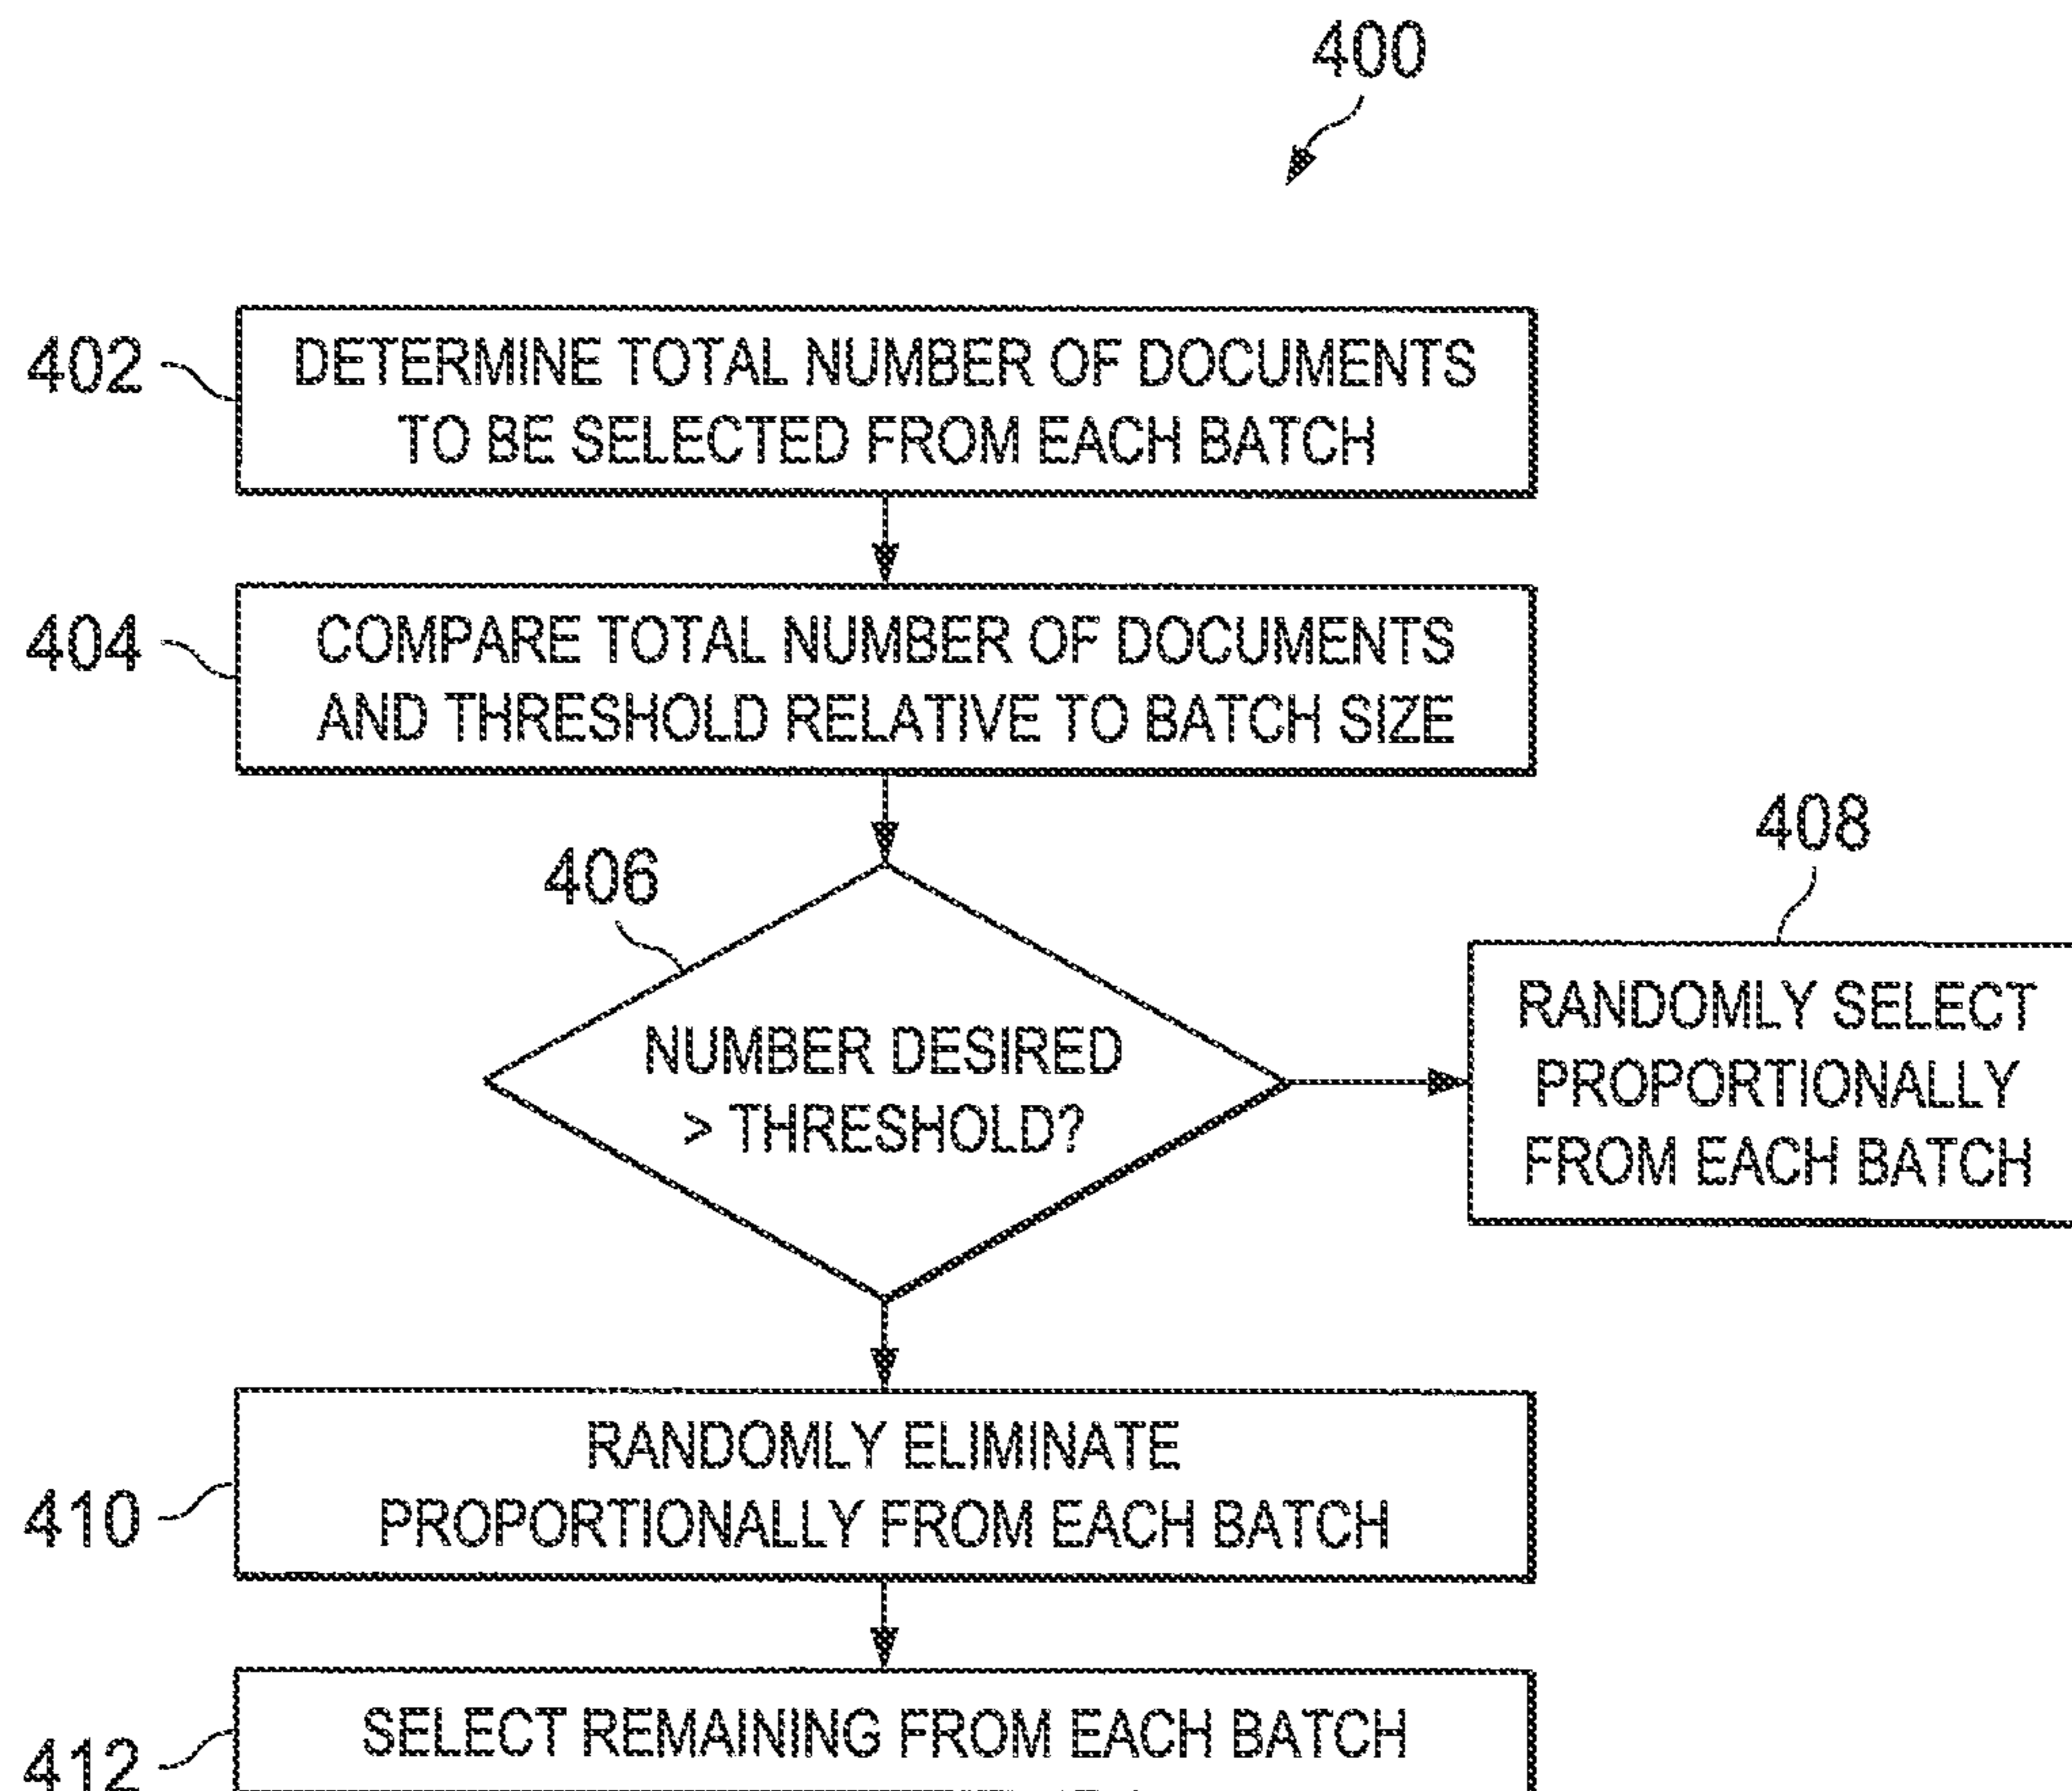 400
402
DETERMINE TOTAL NUMBER OF DOCUMENTS
TO BE SELECTED FROM EACH BATCH
404
COMPARE TOTAL NUMBER OF DOCUMENTS
AND THRESHOLD RELATIVE TO BATCH SIZE
406
NUMBER DESIRED
> THRESHOLD?
408
RANDOMLY SELECT
PROPORTIONALLY
FROM EACH BATCH
410
RANDOMLY ELIMINATE
PROPORTIONALLY FROM EACH BATCH
412
SELECT REMAINING FROM EACH BATCH